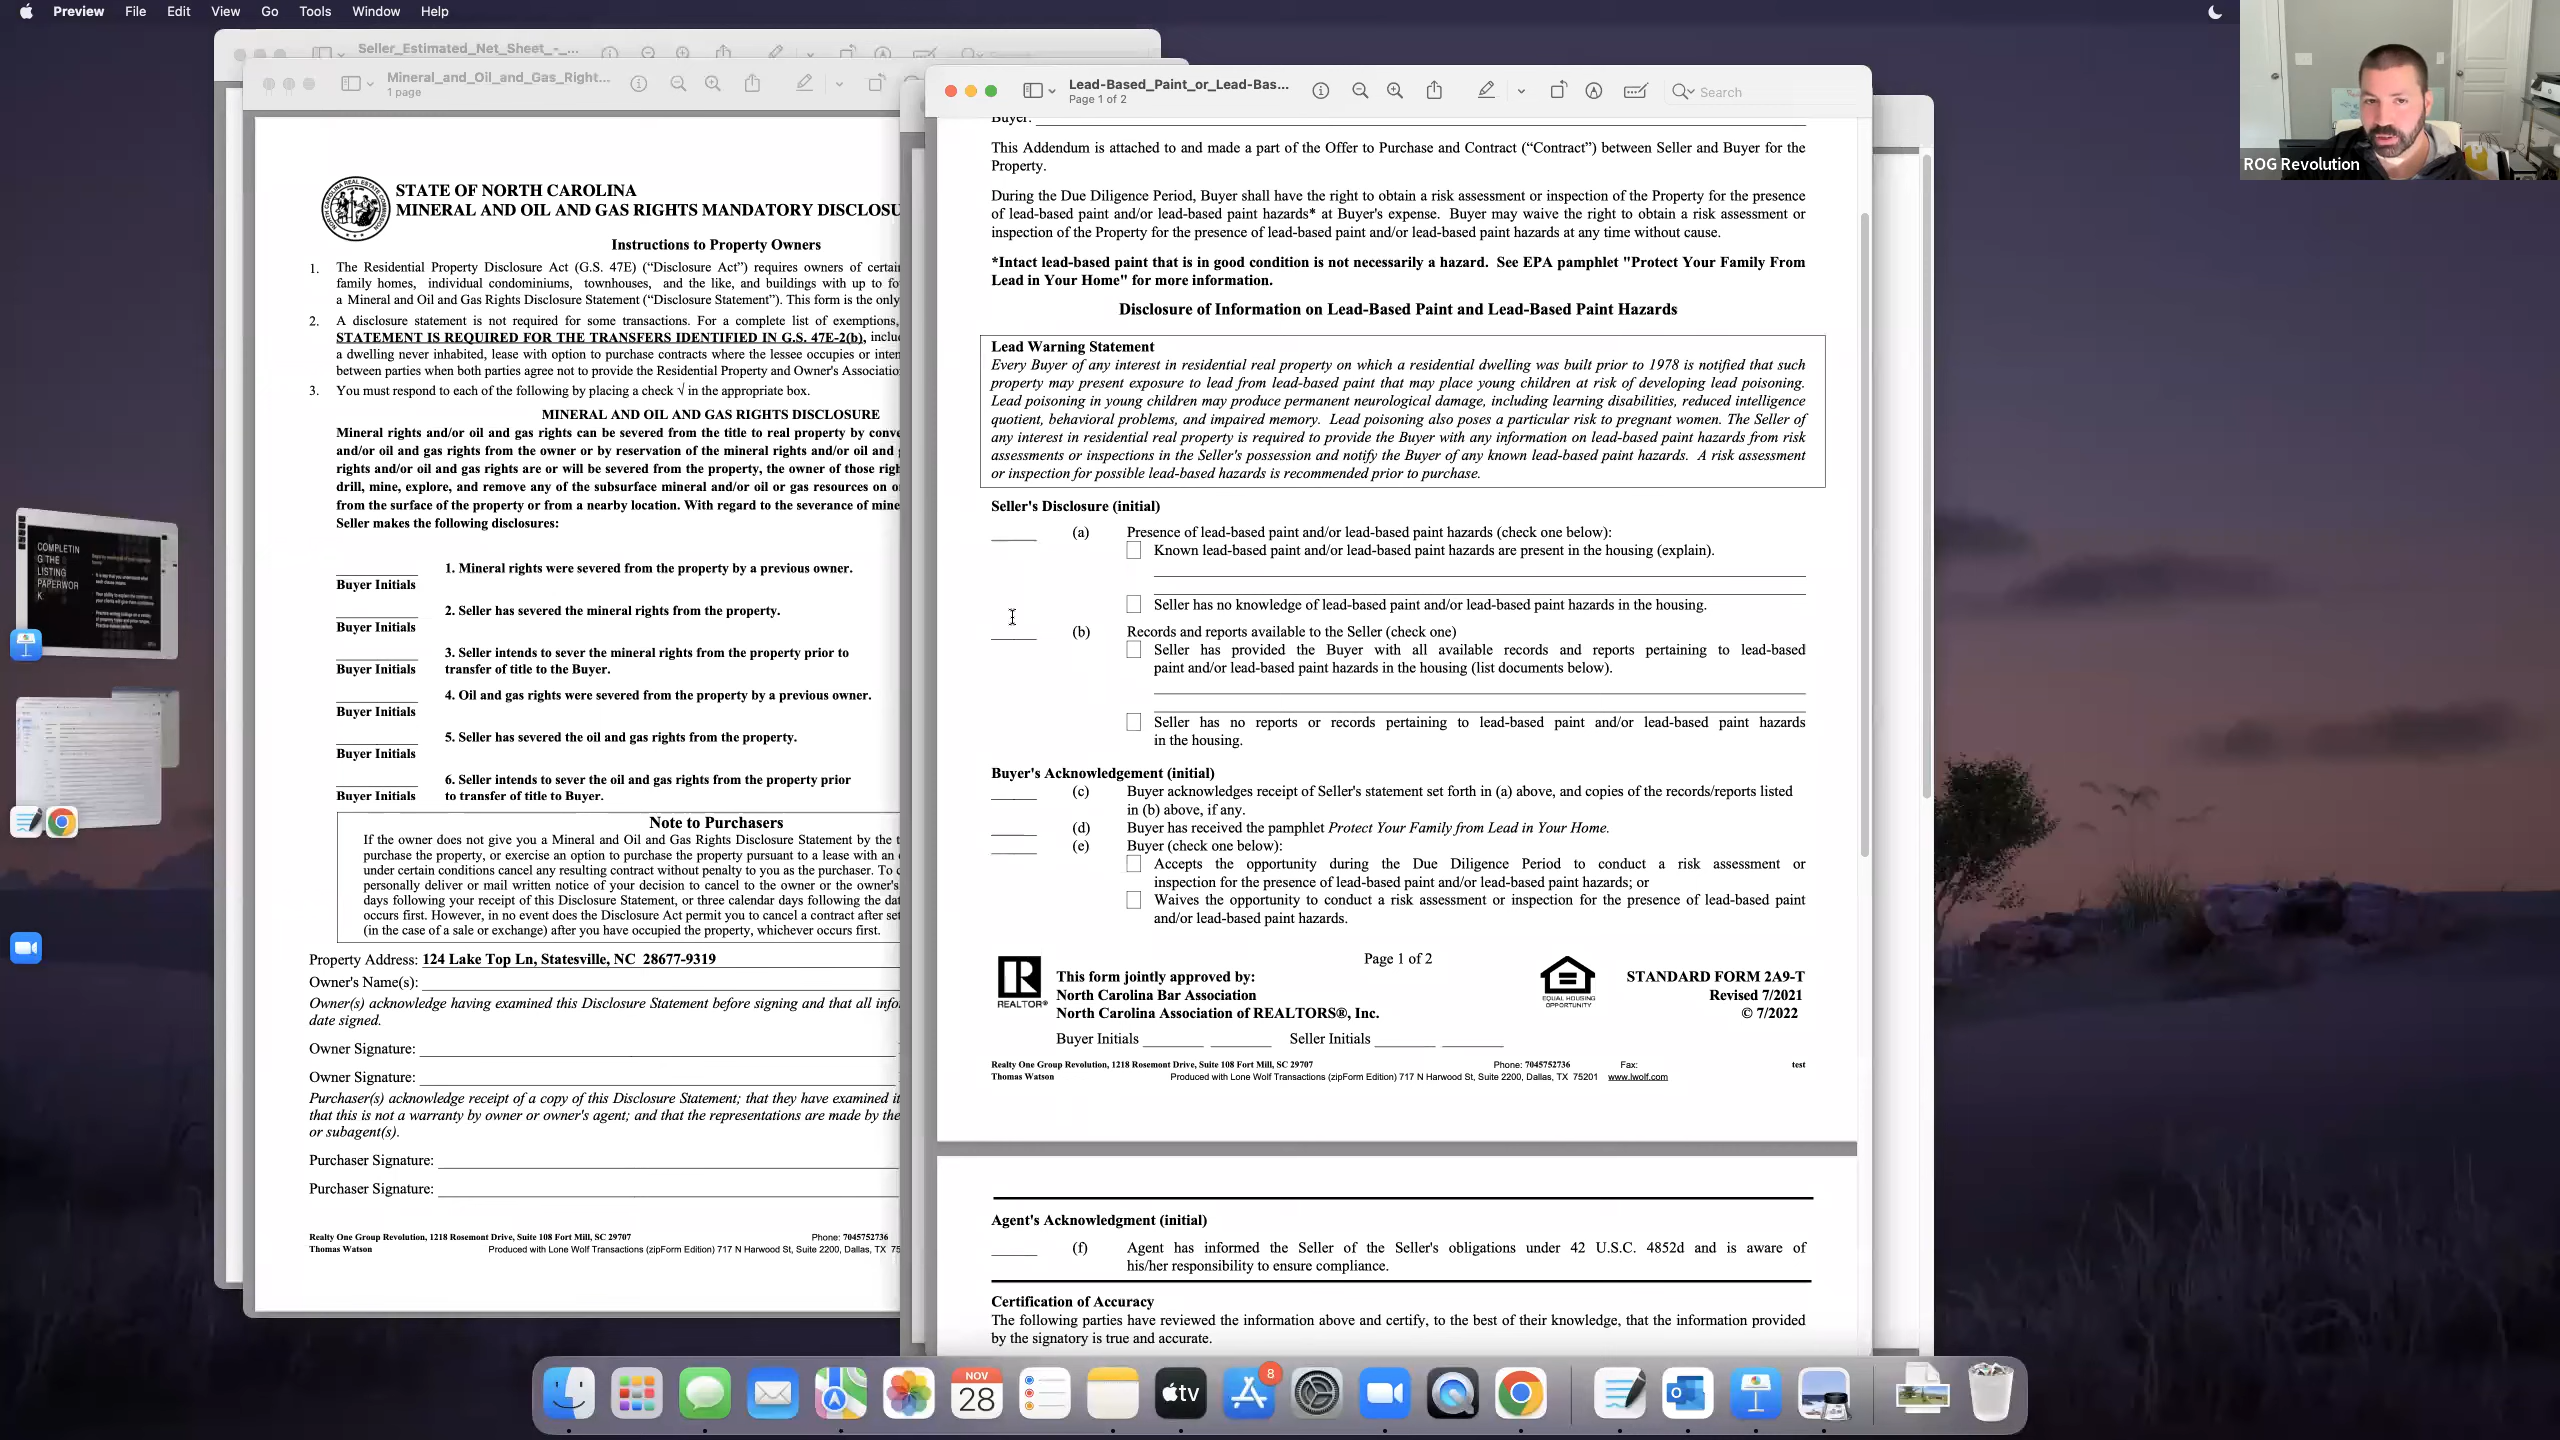 Preview File Edit View Go Tools Window Help
ROG Revolution
Seller_Estimated_Net_Sheet_-_...
Mineral_and_Oil_and_Gas_Right...
1 page
STATE OF NORTH CAROLINA
MINERAL AND OIL AND GAS RIGHTS MANDATORY DISCLOSU
Instructions to Property Owners
1. The Residential Property Disclosure Act (G.S. 47E) (“Disclosure Act”) requires owners of certai
family homes, individual condominiums, townhouses, and the like, and buildings with up to fo
a Mineral and Oil and Gas Rights Disclosure Statement (“Disclosure Statement”). This form is the only
2. A disclosure statement is not required for some transactions. For a complete list of exemptions,
STATEMENT IS REQUIRED FOR THE TRANSFERS IDENTIFIED IN G.S. 47E-2(b), inclu
a dwelling never inhabited, lease with option to purchase contracts where the lessee occupies or inten
between parties when both parties agree not to provide the Residential Property and Owner's Associatio
3. You must respond to each of the following by placing a check √ in the appropriate box.
MINERAL AND OIL AND GAS RIGHTS DISCLOSURE
Mineral rights and/or oil and gas rights can be severed from the title to real property by conve
and/or oil and gas rights from the owner or by reservation of the mineral rights and/or oil and g
rights and/or oil and gas rights are or will be severed from the property, the owner of those righ
drill, mine, explore, and remove any of the subsurface mineral and/or oil or gas resources on o
from the surface of the property or from a nearby location. With regard to the severance of mine
Seller makes the following disclosures:
1. Mineral rights were severed from the property by a previous owner.
Buyer Initials
2. Seller has severed the mineral rights from the property.
Buyer Initials
3. Seller intends to sever the mineral rights from the property prior to
Buyer Initials transfer of title to the Buyer.
4. Oil and gas rights were severed from the property by a previous owner.
Buyer Initials
5. Seller has severed the oil and gas rights from the property.
Buyer Initials
6. Seller intends to sever the oil and gas rights from the property prior
Buyer Initials to transfer of title to Buyer.
Note to Purchasers
If the owner does not give you a Mineral and Oil and Gas Rights Disclosure Statement by the t
purchase the property, or exercise an option to purchase the property pursuant to a lease with an
under certain conditions cancel any resulting contract without penalty to you as the purchaser. To c
personally deliver or mail written notice of your decision to cancel to the owner or the owner's
days following your receipt of this Disclosure Statement, or three calendar days following the dat
occurs first. However, in no event does the Disclosure Act permit you to cancel a contract after set
(in the case of a sale or exchange) after you have occupied the property, whichever occurs first.
Property Address: 124 Lake Top Ln, Statesville, NC 28677-9319
Owner's Name(s):
Owner(s) acknowledge having examined this Disclosure Statement before signing and that all info
date signed.
Owner Signature:
Owner Signature:
Purchaser(s) acknowledge receipt of a copy of this Disclosure Statement; that they have examined it
that this is not a warranty by owner or owner's agent; and that the representations are made by the
or subagent(s).
Purchaser Signature:
Purchaser Signature:
Realty One Group Revolution, 1218 Rosemont Drive, Suite 108 Fort Mill, SC 29707 Phone: 7045752736
Thomas Watson Produced with Lone Wolf Transactions (zipForm Edition) 717 N Harwood St, Suite 2200, Dallas, TX 75
Lead-Based_Paint_or_Lead-Bas...
Page 1 of 2
Search
Buyer:
This Addendum is attached to and made a part of the Offer to Purchase and Contract (“Contract”) between Seller and Buyer for the
Property.
During the Due Diligence Period, Buyer shall have the right to obtain a risk assessment or inspection of the Property for the presence
of lead-based paint and/or lead-based paint hazards* at Buyer's expense. Buyer may waive the right to obtain a risk assessment or
inspection of the Property for the presence of lead-based paint and/or lead-based paint hazards at any time without cause.
*Intact lead-based paint that is in good condition is not necessarily a hazard. See EPA pamphlet "Protect Your Family From
Lead in Your Home" for more information.
Disclosure of Information on Lead-Based Paint and Lead-Based Paint Hazards
Lead Warning Statement
Every Buyer of any interest in residential real property on which a residential dwelling was built prior to 1978 is notified that such
property may present exposure to lead from lead-based paint that may place young children at risk of developing lead poisoning.
Lead poisoning in young children may produce permanent neurological damage, including learning disabilities, reduced intelligence
quotient, behavioral problems, and impaired memory. Lead poisoning also poses a particular risk to pregnant women. The Seller of
any interest in residential real property is required to provide the Buyer with any information on lead-based paint hazards from risk
assessments or inspections in the Seller's possession and notify the Buyer of any known lead-based paint hazards. A risk assessment
or inspection for possible lead-based hazards is recommended prior to purchase.
Seller's Disclosure (initial)
(a) Presence of lead-based paint and/or lead-based paint hazards (check one below):
Known lead-based paint and/or lead-based paint hazards are present in the housing (explain).
Seller has no knowledge of lead-based paint and/or lead-based paint hazards in the housing.
(b) Records and reports available to the Seller (check one)
Seller has provided the Buyer with all available records and reports pertaining to lead-based
paint and/or lead-based paint hazards in the housing (list documents below).
Seller has no reports or records pertaining to lead-based paint and/or lead-based paint hazards
in the housing.
Buyer's Acknowledgement (initial)
(c) Buyer acknowledges receipt of Seller's statement set forth in (a) above, and copies of the records/reports listed
in (b) above, if any.
(d) Buyer has received the pamphlet Protect Your Family from Lead in Your Home.
(e) Buyer (check one below):
Accepts the opportunity during the Due Diligence Period to conduct a risk assessment or
inspection for the presence of lead-based paint and/or lead-based paint hazards; or
Waives the opportunity to conduct a risk assessment or inspection for the presence of lead-based paint
and/or lead-based paint hazards.
Page 1 of 2
REALTOR®
This form jointly approved by:
North Carolina Bar Association
North Carolina Association of REALTORS®, Inc.
EQUAL HOUSING
OPPORTUNITY
STANDARD FORM 2A9-T
Revised 7/2021
© 7/2022
Buyer Initials Seller Initials
Realty One Group Revolution, 1218 Rosemont Drive, Suite 108 Fort Mill, SC 29707 Phone: 7045752736 Fax: test
Thomas Watson Produced with Lone Wolf Transactions (zipForm Edition) 717 N Harwood St, Suite 2200, Dallas, TX 75201 www.lwolf.com
Agent's Acknowledgment (initial)
(f) Agent has informed the Seller of the Seller's obligations under 42 U.S.C. 4852d and is aware of
his/her responsibility to ensure compliance.
Certification of Accuracy
The following parties have reviewed the information above and certify, to the best of their knowledge, that the information provided
by the signatory is true and accurate.
COMPLETIN
G THE
LISTING
PAPERWOR
K.
NOV
28
tv
8